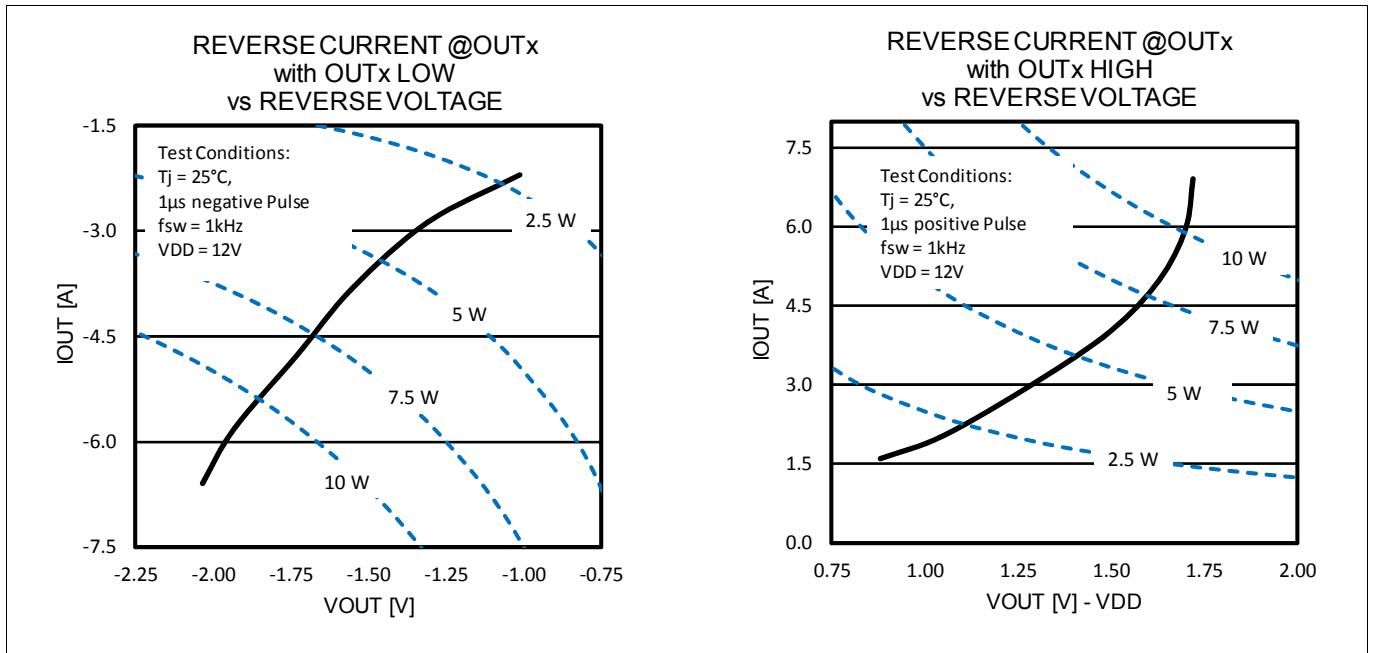 REVERSE CURRENT @OUTx
with OUTx LOW
vs REVERSE VOLTAGE
-1.5
-3.0
-4.5
-6.0
-7.5
IOUT [A]
Test Conditions:
Tj = 25°C,
1µs negative Pulse
fsw = 1kHz
VDD = 12V
2.5 W
5 W
7.5 W
10 W
-2.25 -2.00 -1.75 -1.50 -1.25 -1.00 -0.75
VOUT [V]
REVERSE CURRENT @OUTx
with OUTx HIGH
vs REVERSE VOLTAGE
7.5
6.0
4.5
3.0
1.5
0.0
IOUT [A]
Test Conditions:
Tj = 25°C,
1µs positive Pulse
fsw = 1kHz
VDD = 12V
10 W
7.5 W
5 W
2.5 W
0.75 1.00 1.25 1.50 1.75 2.00
VOUT [V] - VDD